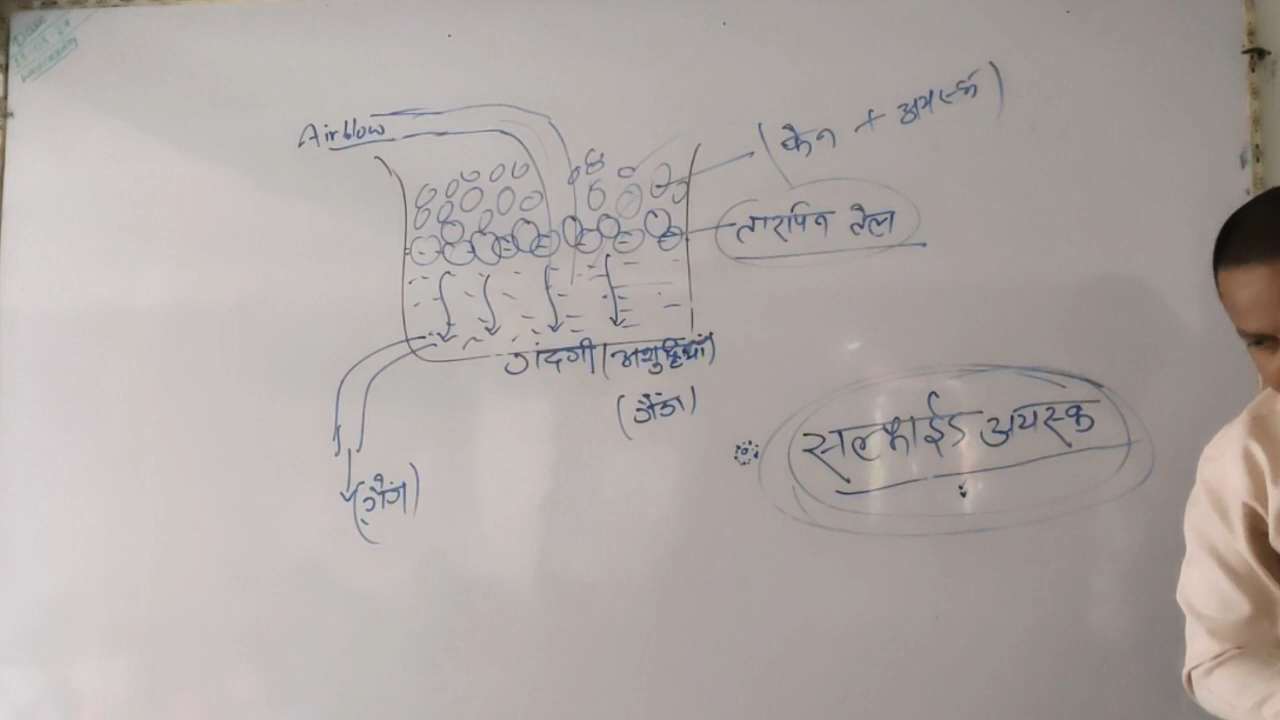 Airblow
(फेन + अयस्क)
तारपिन तेल
गंदगी (अशुद्धियाँ)
(गैंग)
सल्फाईड अयस्क
(गैंग)